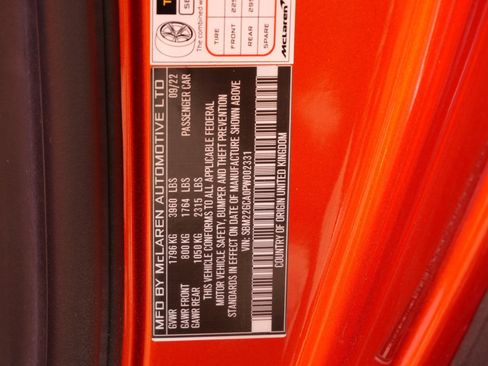 MFD BY McLAREN AUTOMOTIVE LTD
09/22
GVWR 1796 KG 3960 LBS
PASSENGER CAR
GAWR FRONT 800 KG 1764 LBS
GAWR REAR 1050 KG 2315 LBS
THIS VEHICLE CONFORMS TO ALL APPLICABLE FEDERAL
MOTOR VEHICLE SAFETY, BUMPER AND THEFT PREVENTION
STANDARDS IN EFFECT ON DATE OF MANUFACTURE SHOWN ABOVE
VIN: SBM22GCA0PW002331
COUNTRY OF ORIGIN UNITED KINGDOM
The combined
TIRE
FRONT
REAR
SPARE
McLaren